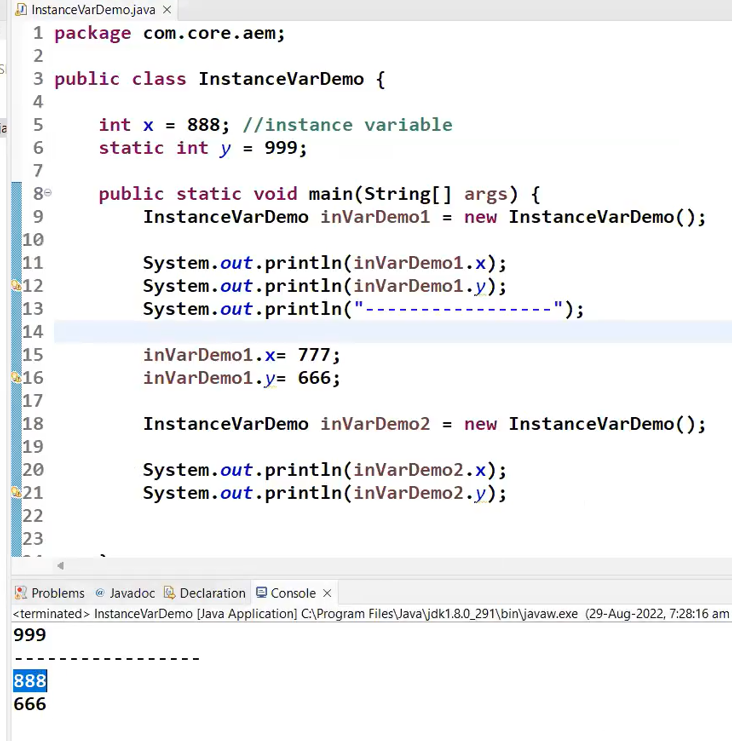 InstanceVarDemo.java
1 package com.core.aem;
2
3 public class InstanceVarDemo {
4
5 int x = 888; //instance variable
6 static int y = 999;
7
8 public static void main(String[] args) {
9 InstanceVarDemo inVarDemo1 = new InstanceVarDemo();
10
11 System.out.println(inVarDemo1.x);
12 System.out.println(inVarDemo1.y);
13 System.out.println("-----------------");
14
15 inVarDemo1.x= 777;
16 inVarDemo1.y= 666;
17
18 InstanceVarDemo inVarDemo2 = new InstanceVarDemo();
19
20 System.out.println(inVarDemo2.x);
21 System.out.println(inVarDemo2.y);
22
23
Problems @ Javadoc Declaration Console
<terminated> InstanceVarDemo [Java Application] C:\Program Files\Java\jdk1.8.0_291\bin\javaw.exe (29-Aug-2022, 7:28:16 am
999
-----------------
888
666